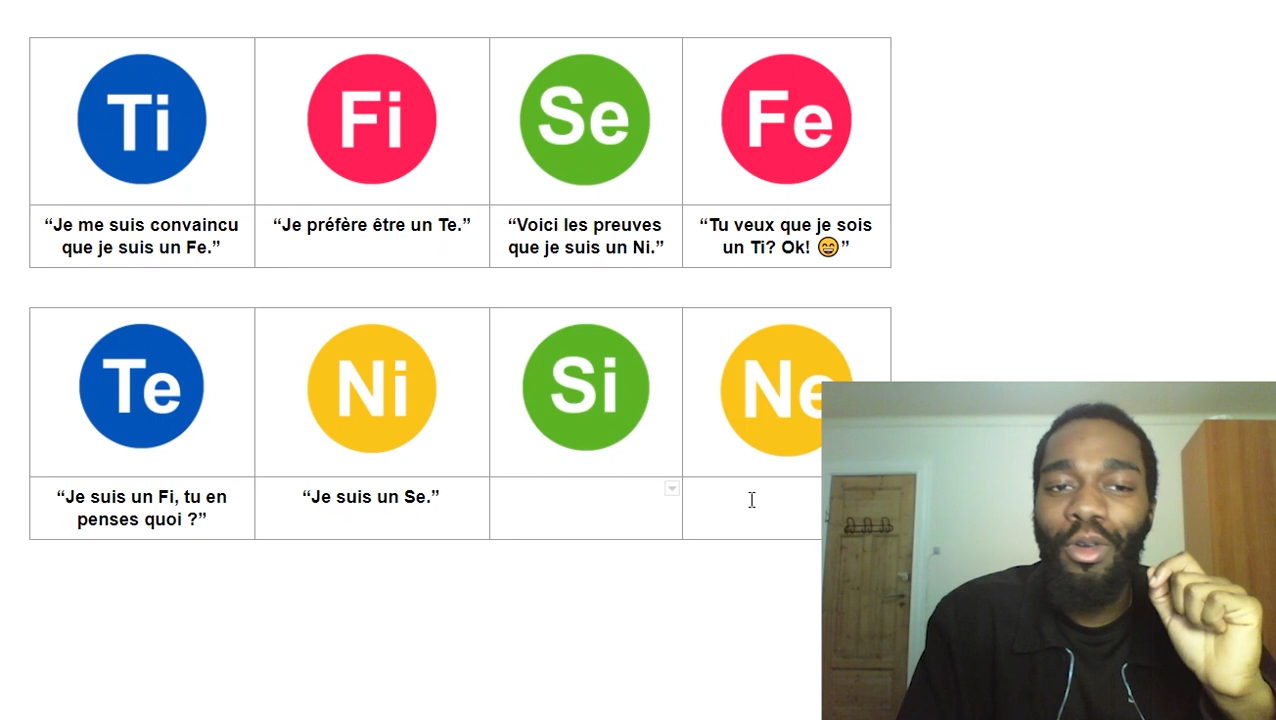 Ti
Fi
Se
Fe
“Je me suis convaincu
que je suis un Fe.”
“Je préfère être un Te.”
“Voici les preuves
que je suis un Ni.”
“Tu veux que je sois
un Ti? Ok! 😄”
Te
Ni
Si
Ne
“Je suis un Fi, tu en
penses quoi ?”
“Je suis un Se.”